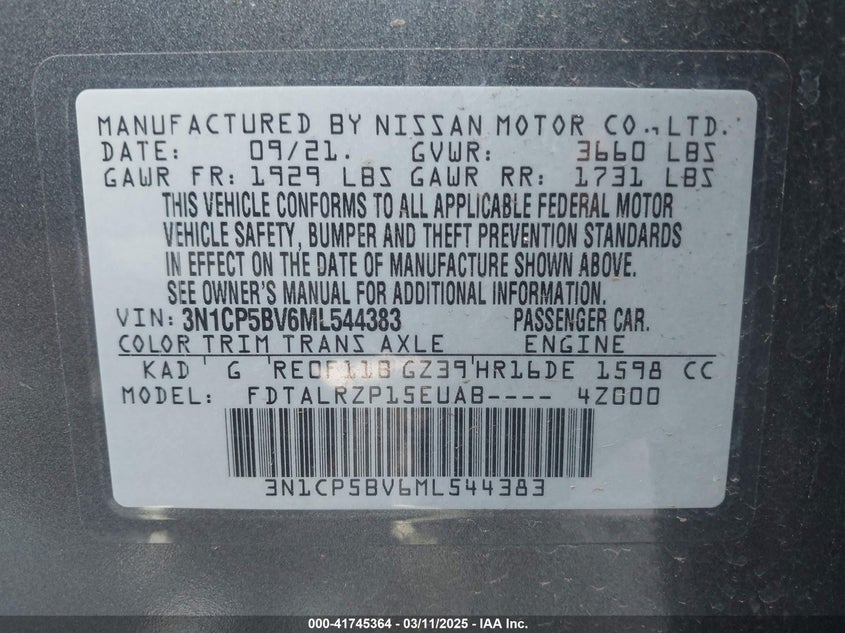 MANUFACTURED BY NISSAN MOTOR CO.,LTD.
DATE: 09/21. GVWR: 3660 LBS
GAWR FR: 1929 LBS GAWR RR: 1731 LBS
THIS VEHICLE CONFORMS TO ALL APPLICABLE FEDERAL MOTOR
VEHICLE SAFETY, BUMPER AND THEFT PREVENTION STANDARDS
IN EFFECT ON THE DATE OF MANUFACTURE SHOWN ABOVE.
SEE OWNER'S MANUAL FOR ADDITIONAL INFORMATION.
VIN: 3N1CP5BV6ML544383 PASSENGER CAR.
COLOR TRIM TRANS AXLE ENGINE
KAD G RE0F11B GZ39 HR16DE 1598 CC
MODEL: FDTALRZP15EUAB---- 4Z000
3N1CP5BV6ML544383
000-41745364 - 03/11/2025 - IAA Inc.